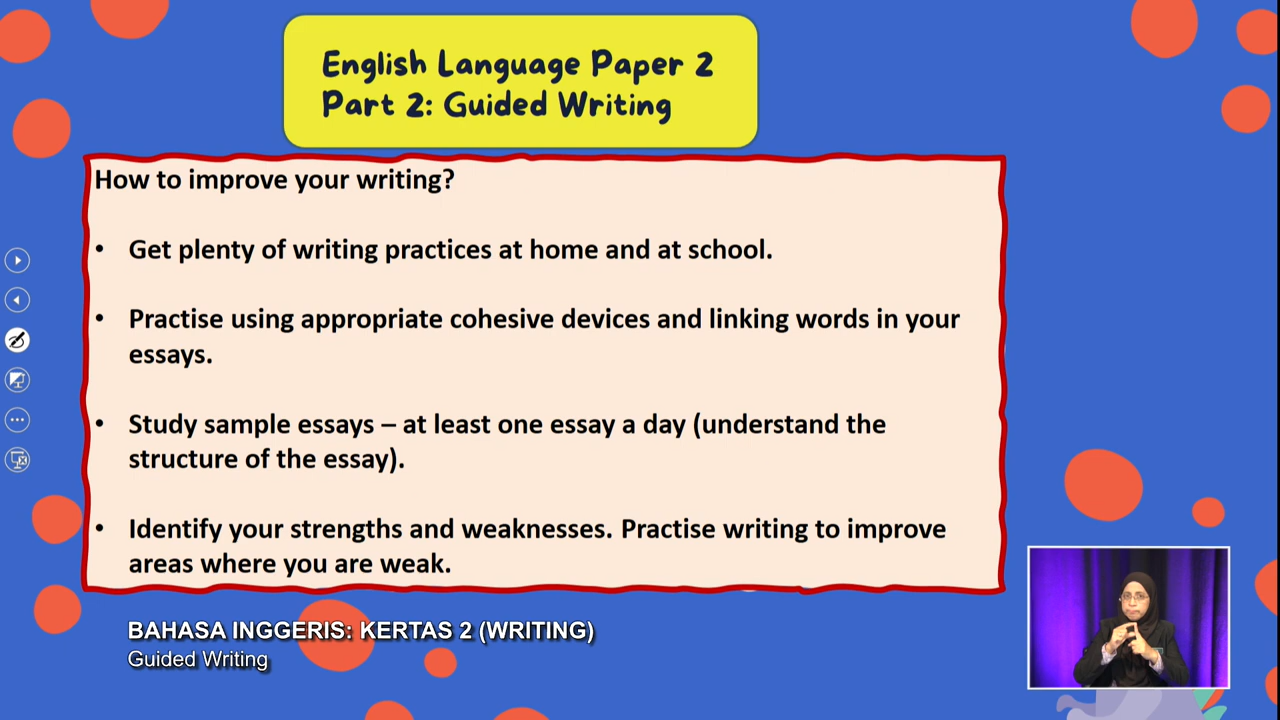 English Language Paper 2
Part 2: Guided Writing
How to improve your writing?
• Get plenty of writing practices at home and at school.
• Practise using appropriate cohesive devices and linking words in your
essays.
• Study sample essays – at least one essay a day (understand the
structure of the essay).
• Identify your strengths and weaknesses. Practise writing to improve
areas where you are weak.
BAHASA INGGERIS: KERTAS 2 (WRITING)
Guided Writing